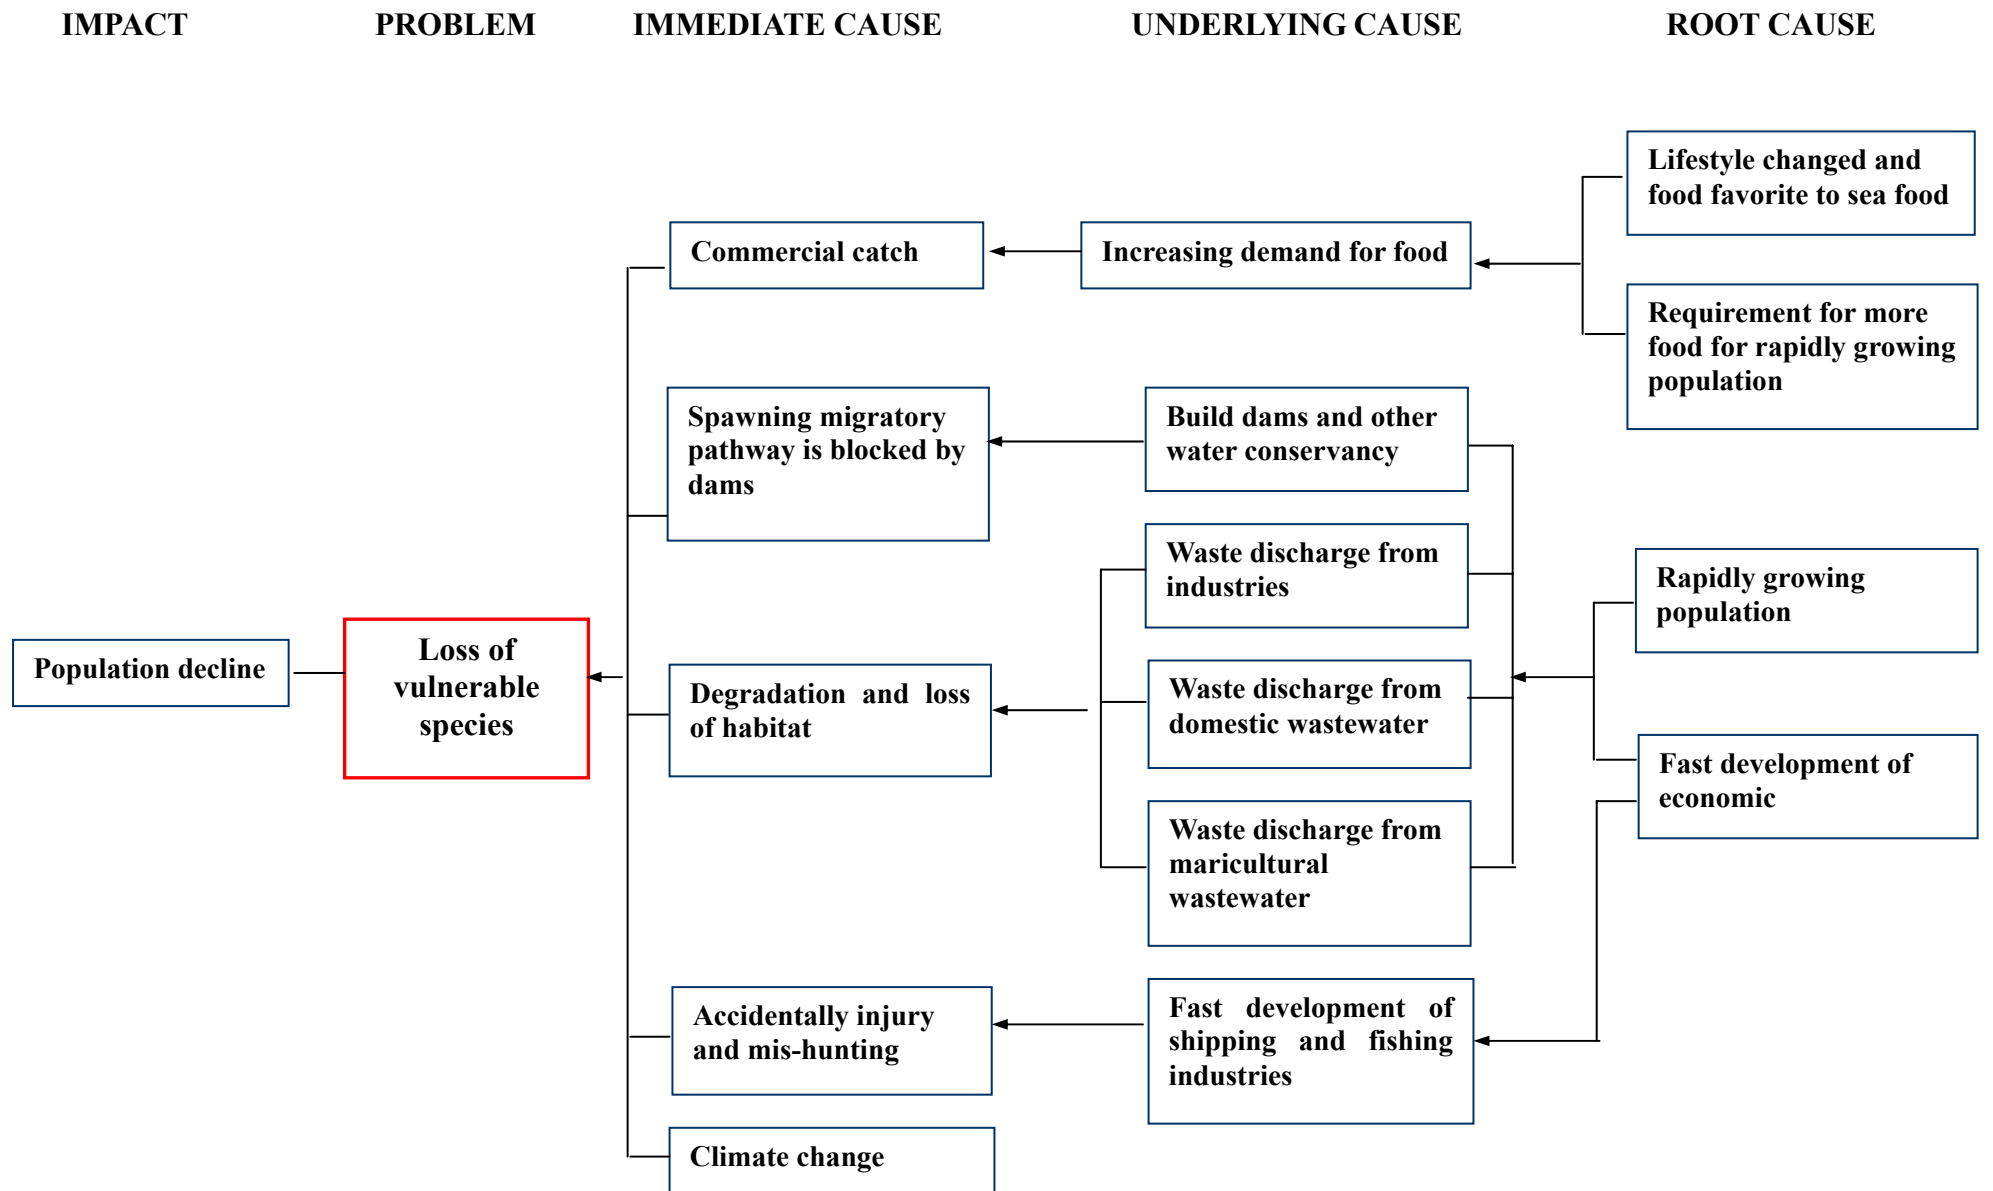 IMPACT
PROBLEM
IMMEDIATE CAUSE
UNDERLYING CAUSE
ROOT CAUSE
Population decline
Loss of
vulnerable
species
Commercial catch
Spawning migratory
pathway is blocked by
dams
Degradation and loss
of habitat
Accidentally injury
and mis-hunting
Climate change
Increasing demand for food
Build dams and other
water conservancy
Waste discharge from
industries
Waste discharge from
domestic wastewater
Waste discharge from
maricultural
wastewater
Fast development of
shipping and fishing
industries
Lifestyle changed and
food favorite to sea food
Requirement for more
food for rapidly growing
population
Rapidly growing
population
Fast development of
economic